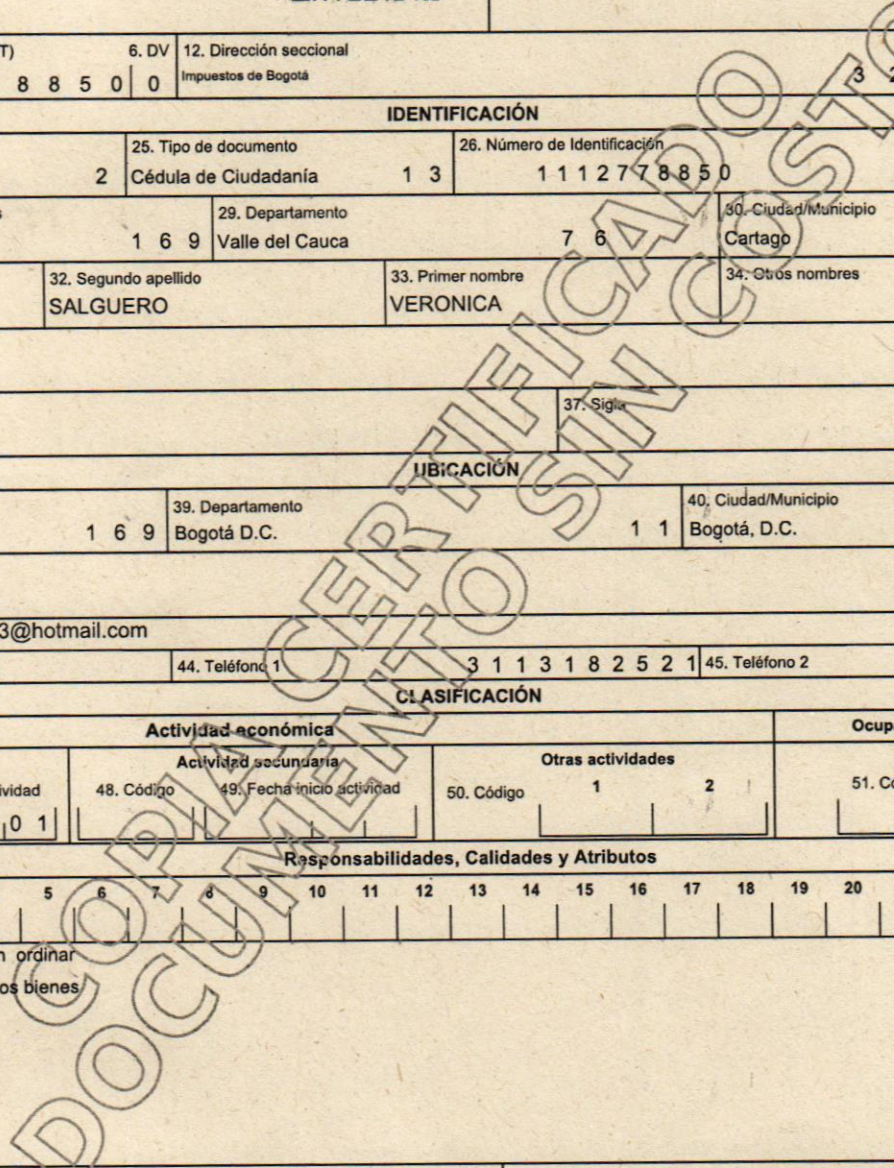 T) 6. DV 12. Dirección seccional
8 8 5 0 0 Impuestos de Bogotá 3 2
IDENTIFICACIÓN
25. Tipo de documento 26. Número de Identificación
2 Cédula de Ciudadanía 1 3 1 1 1 2 7 7 8 8 5 0
29. Departamento 30. Ciudad/Municipio
1 6 9 Valle del Cauca 7 6 Cartago
32. Segundo apellido 33. Primer nombre 34. Otros nombres
SALGUERO VERONICA
37. Sigla
UBICACIÓN
39. Departamento 40. Ciudad/Municipio
1 6 9 Bogotá D.C. 1 1 Bogotá, D.C.
3@hotmail.com
44. Teléfono 1 3 1 1 3 1 8 2 5 2 1 45. Teléfono 2
CLASIFICACIÓN
Actividad económica Ocup
Actividad secundaria Otras actividades
ividad 48. Código 49. Fecha inicio actividad 50. Código 1 2 51. Có
0 1
Responsabilidades, Calidades y Atributos
5 6 7 8 9 10 11 12 13 14 15 16 17 18 19 20
n ordinar
os bienes
COPIA CERTIFICADO
DOCUMENTO SIN COSTO